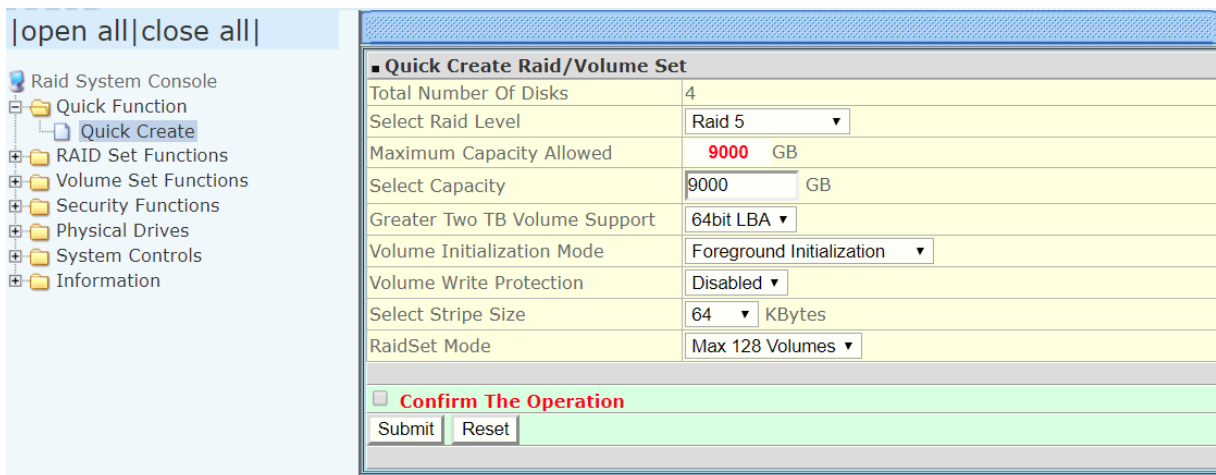 |open all|close all|
Raid System Console
Quick Function
Quick Create
RAID Set Functions
Volume Set Functions
Security Functions
Physical Drives
System Controls
Information
Quick Create Raid/Volume Set
Total Number Of Disks 4
Select Raid Level Raid 5
Maximum Capacity Allowed 9000 GB
Select Capacity 9000 GB
Greater Two TB Volume Support 64bit LBA
Volume Initialization Mode Foreground Initialization
Volume Write Protection Disabled
Select Stripe Size 64 KBytes
RaidSet Mode Max 128 Volumes
Confirm The Operation
Submit Reset